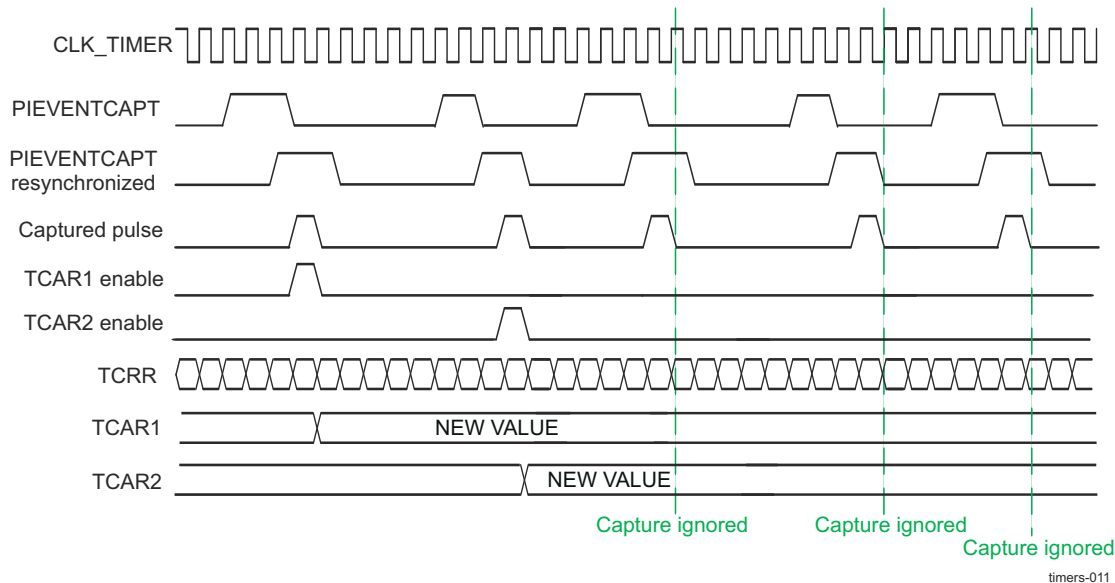 CLK_TIMER
PIEVENTCAPT
PIEVENTCAPT
resynchronized
Captured pulse
TCAR1 enable
TCAR2 enable
TCRR
TCAR1
NEW VALUE
TCAR2
NEW VALUE
Capture ignored
Capture ignored
Capture ignored
timers-011